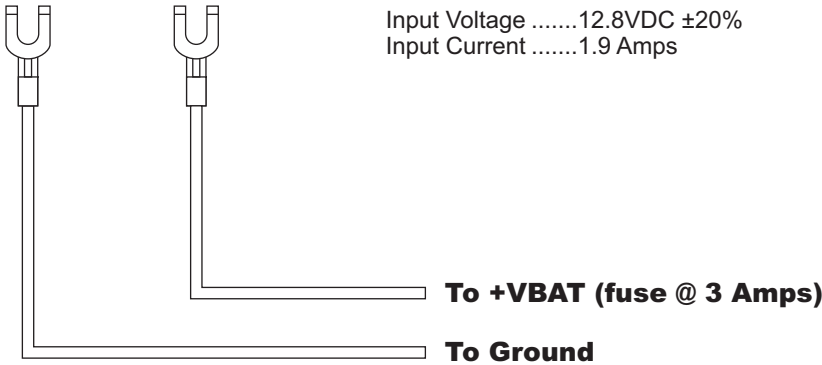 Input Voltage .......12.8VDC ±20%
Input Current .......1.9 Amps
To +VBAT (fuse @ 3 Amps)
To Ground